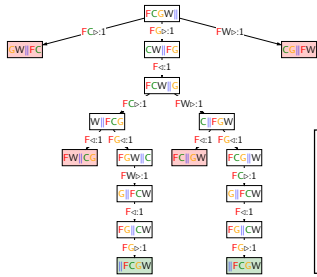 FCGW‖
FC▹:1 FG▹:1 FW▹:1
GW‖FC CW‖FG CG‖FW
F◃:1
FCW‖G
FC▹:1 FW▹:1
W‖FCG C‖FGW
F◃:1 FG◃:1 F◃:1 FG◃:1
FW‖CG FGW‖C FC‖GW FCG‖W
FW▹:1 FC▹:1
G‖FCW G‖FCW
F◃:1 F◃:1
FG‖CW FG‖CW
FG▹:1 FG▹:1
‖FCGW ‖FCGW